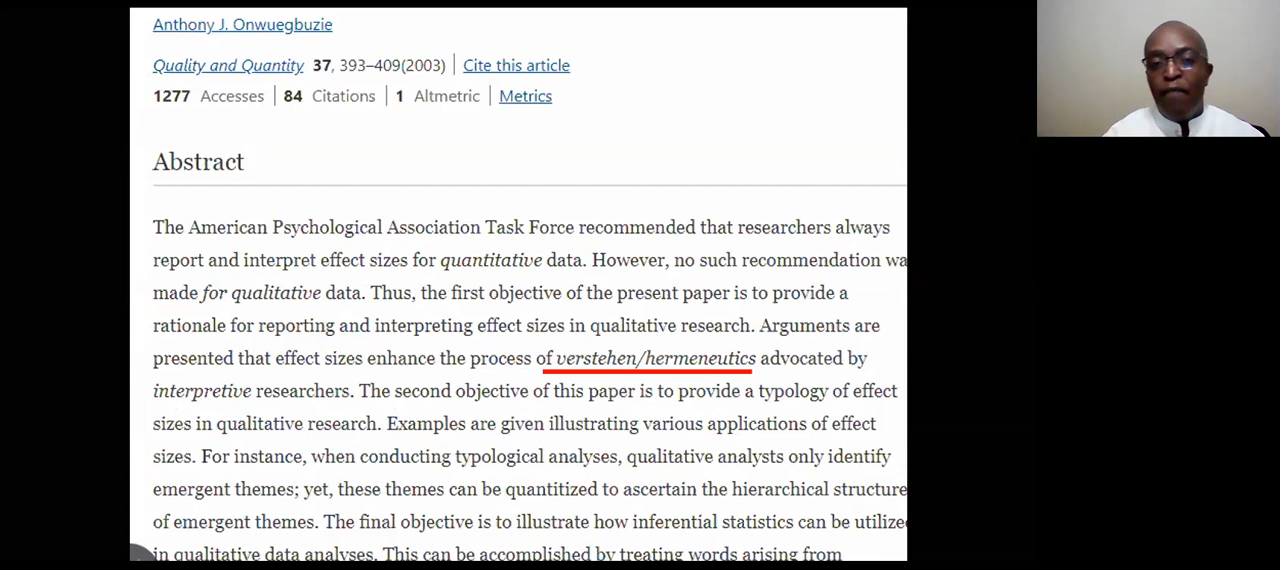 Anthony J. Onwuegbuzie
Quality and Quantity 37, 393–409(2003) | Cite this article
1277 Accesses | 84 Citations | 1 Altmetric | Metrics
Abstract
The American Psychological Association Task Force recommended that researchers always
report and interpret effect sizes for quantitative data. However, no such recommendation wa
made for qualitative data. Thus, the first objective of the present paper is to provide a
rationale for reporting and interpreting effect sizes in qualitative research. Arguments are
presented that effect sizes enhance the process of verstehen/hermeneutics advocated by
interpretive researchers. The second objective of this paper is to provide a typology of effect
sizes in qualitative research. Examples are given illustrating various applications of effect
sizes. For instance, when conducting typological analyses, qualitative analysts only identify
emergent themes; yet, these themes can be quantitized to ascertain the hierarchical structure
of emergent themes. The final objective is to illustrate how inferential statistics can be utilize
in qualitative data analyses. This can be accomplished by treating words arising from